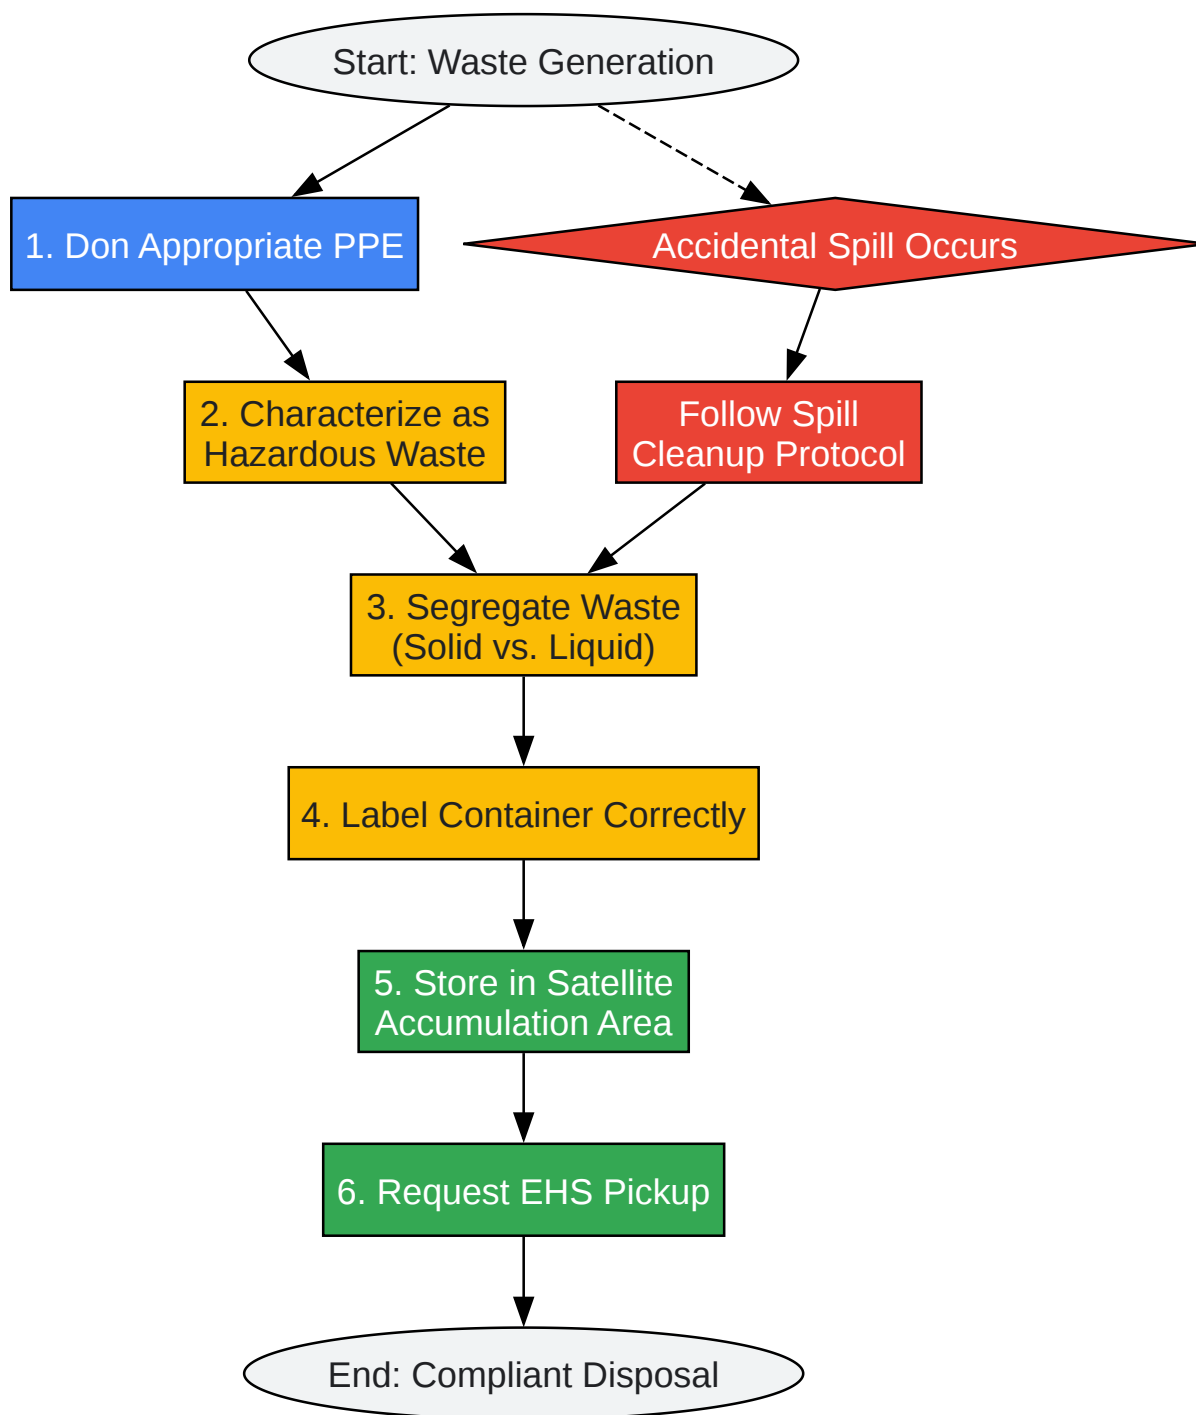 Start: Waste Generation
1. Don Appropriate PPE
Accidental Spill Occurs
2. Characterize as
Hazardous Waste
Follow Spill
Cleanup Protocol
3. Segregate Waste
(Solid vs. Liquid)
4. Label Container Correctly
5. Store in Satellite
Accumulation Area
6. Request EHS Pickup
End: Compliant Disposal